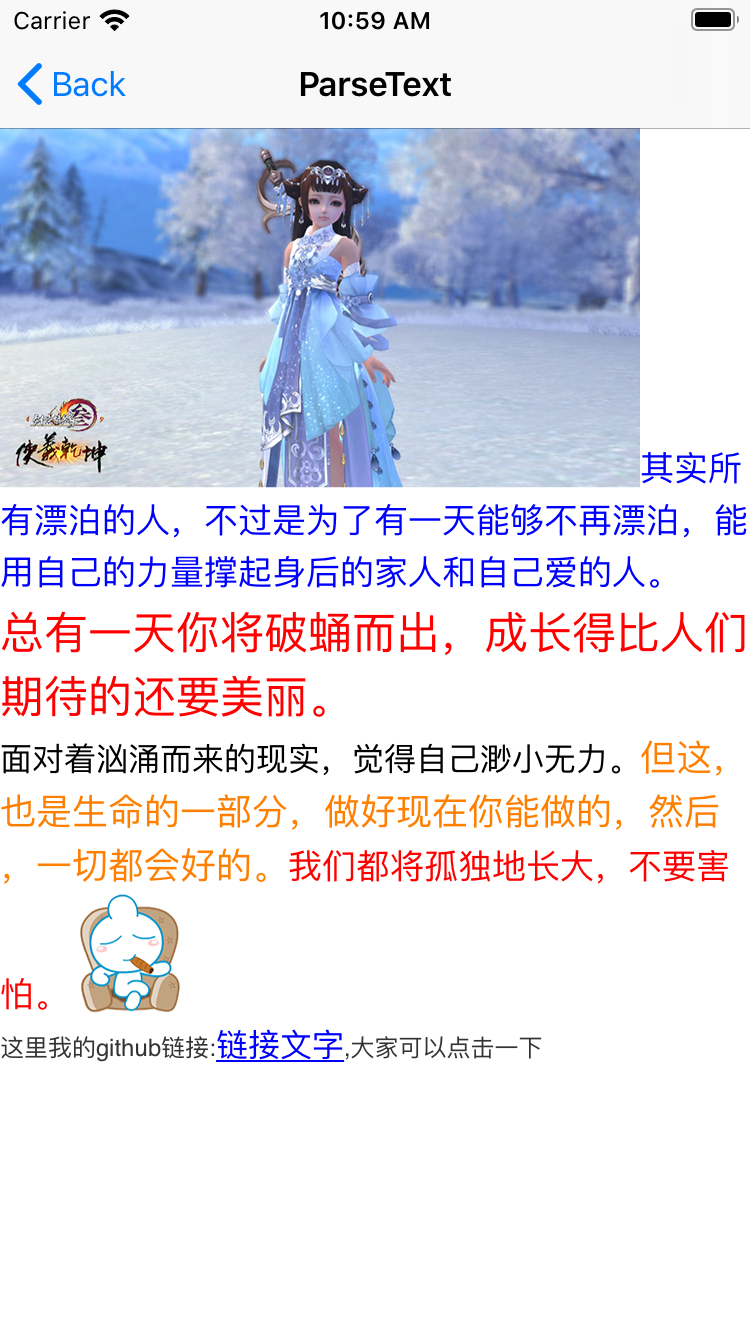 Carrier 10:59 AM
Back ParseText
叁
侠義乾坤
其实所
有漂泊的人，不过是为了有一天能够不再漂泊，能
用自己的力量撑起身后的家人和自己爱的人。
总有一天你将破蛹而出，成长得比人们
期待的还要美丽。
面对着汹涌而来的现实，觉得自己渺小无力。但这，
也是生命的一部分，做好现在你能做的，然后
，一切都会好的。我们都将孤独地长大，不要害
怕。
这里我的github链接:链接文字,大家可以点击一下